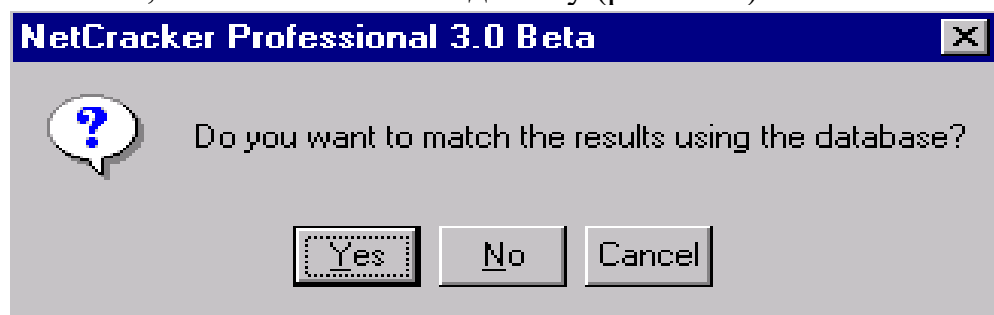 NetCracker Professional 3.0 Beta
Do you want to match the results using the database?
Yes No Cancel